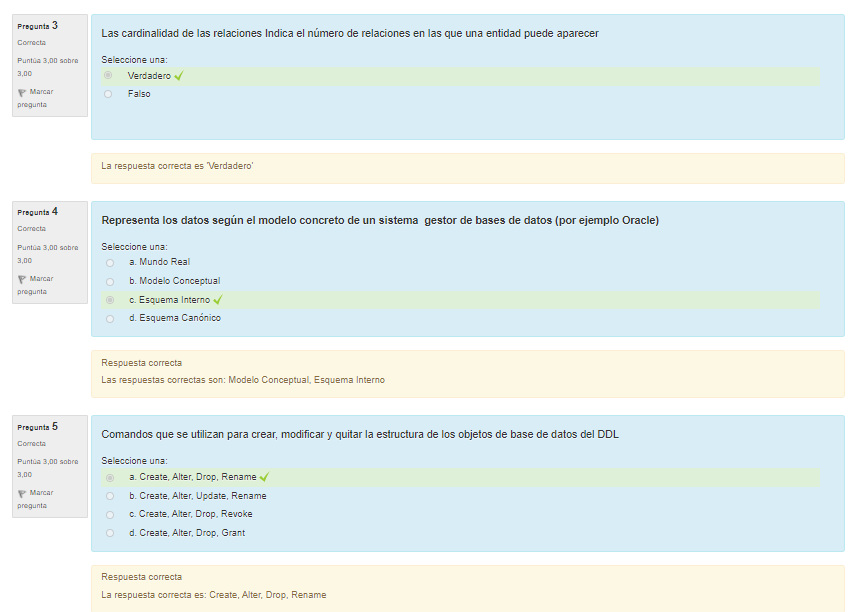 Pregunta 3
Correcta
Puntúa 3,00 sobre
3,00
Marcar
pregunta
Las cardinalidad de las relaciones Indica el número de relaciones en las que una entidad puede aparecer
Seleccione una:
Verdadero
Falso
La respuesta correcta es 'Verdadero'
Pregunta 4
Correcta
Puntúa 3,00 sobre
3,00
Marcar
pregunta
Representa los datos según el modelo concreto de un sistema gestor de bases de datos (por ejemplo Oracle)
Seleccione una:
a. Mundo Real
b. Modelo Conceptual
c. Esquema Interno
d. Esquema Canónico
Respuesta correcta
Las respuestas correctas son: Modelo Conceptual, Esquema Interno
Pregunta 5
Correcta
Puntúa 3,00 sobre
3,00
Marcar
pregunta
Comandos que se utilizan para crear, modificar y quitar la estructura de los objetos de base de datos del DDL
Seleccione una:
a. Create, Alter, Drop, Rename
b. Create, Alter, Update, Rename
c. Create, Alter, Drop, Revoke
d. Create, Alter, Drop, Grant
Respuesta correcta
La respuesta correcta es: Create, Alter, Drop, Rename